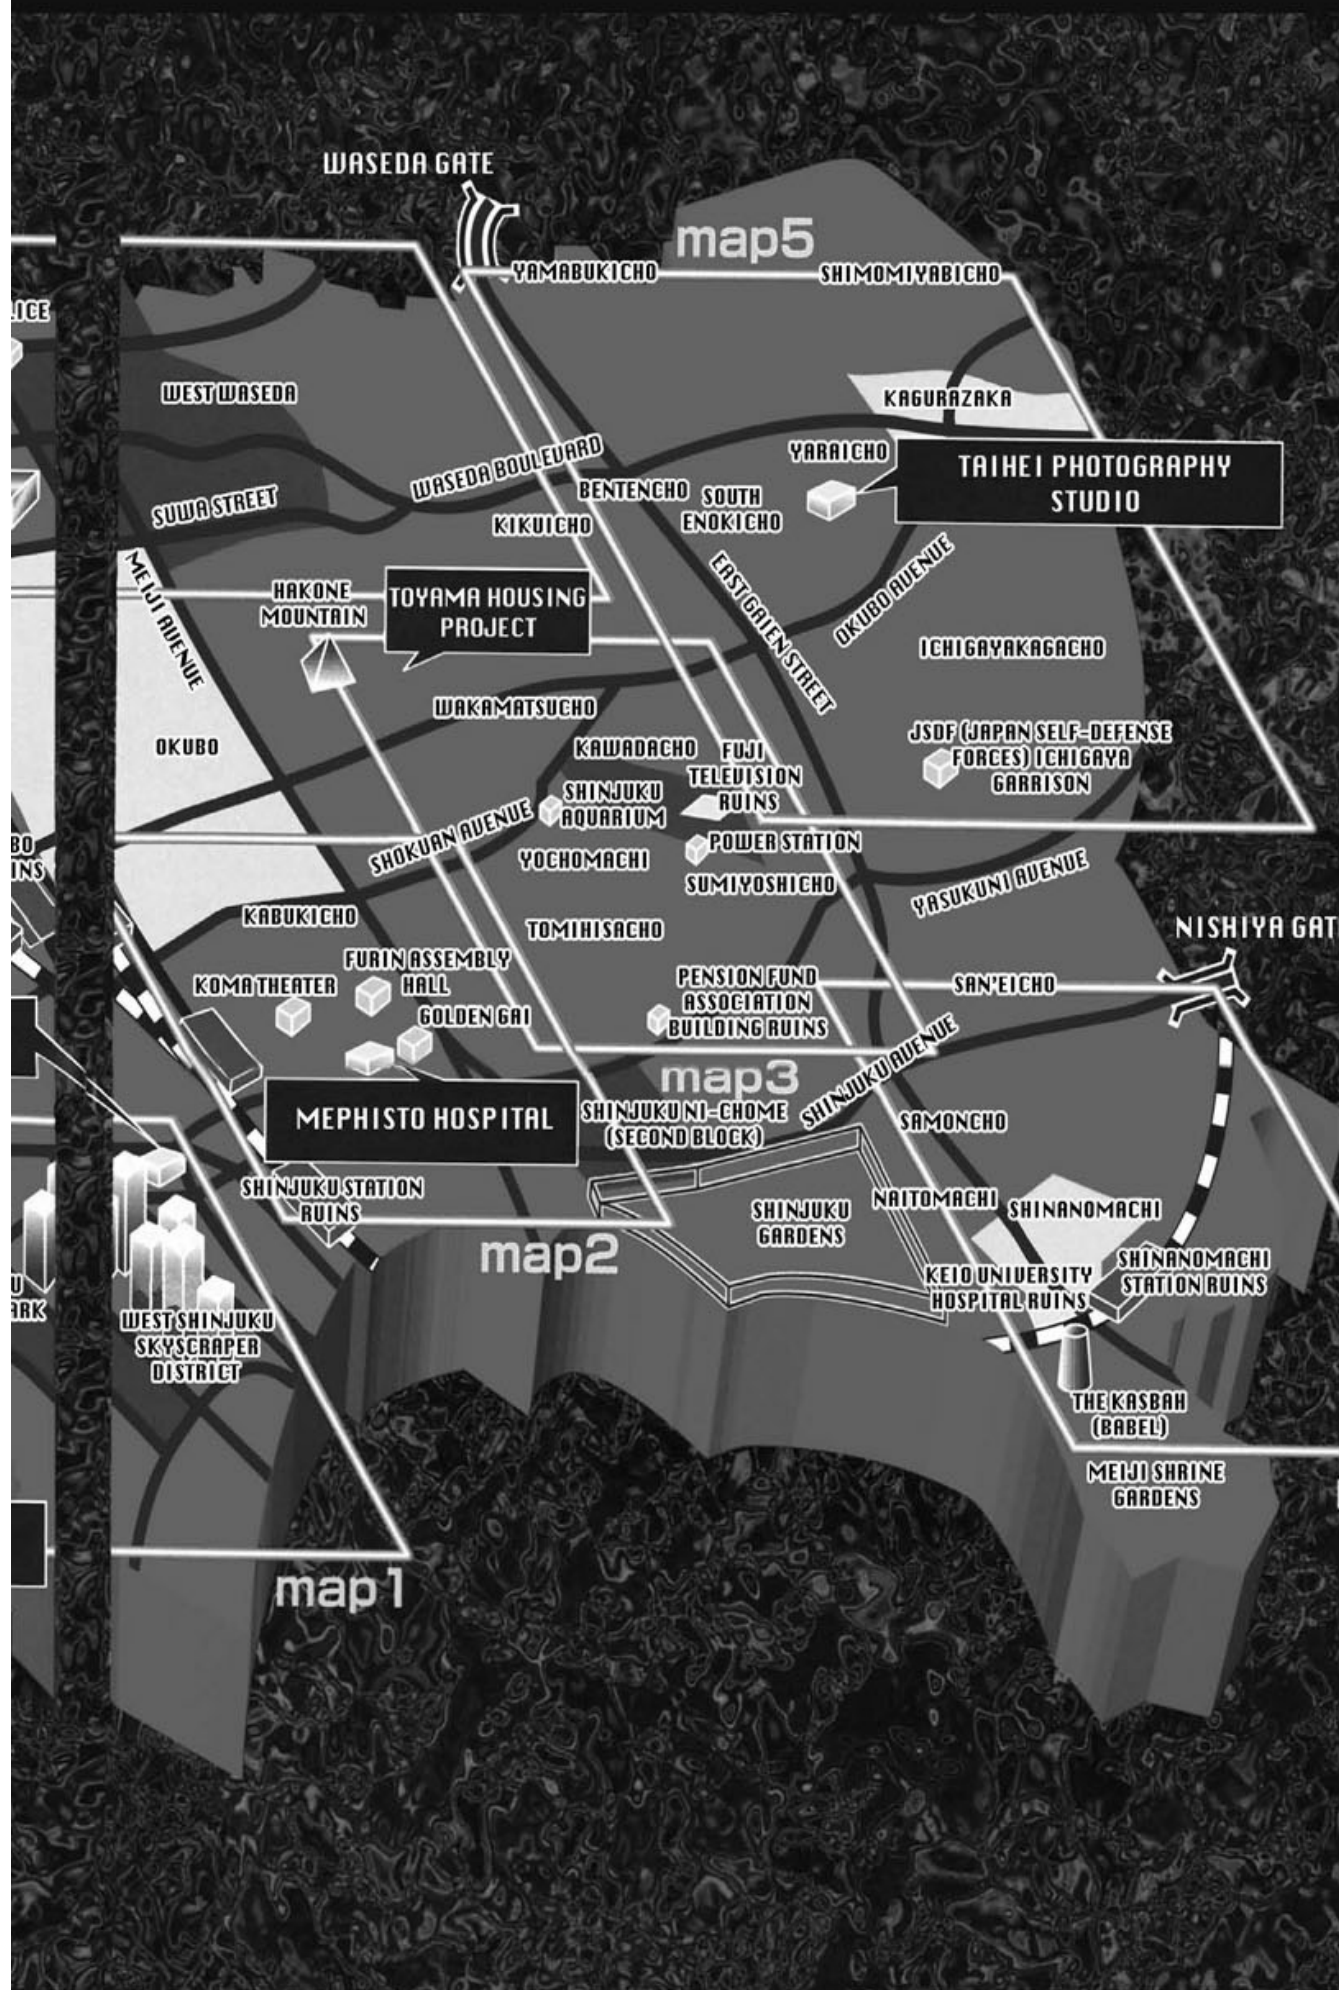 WASEDA GATE
map5
YAMABUKICHO
SHIMOMIYABICHO
WEST WASEDA
KAGURAZAKA
YARAICHO
TAIHEI PHOTOGRAPHY
STUDIO
WASEDA BOULEVARD
SUWA STREET
BENTENCHO
SOUTH
ENOKICHO
KIKUICHO
MEIJI AVENUE
HAKONE
MOUNTAIN
TOYAMA HOUSING
PROJECT
EAST GAIEN STREET
OKUBO AVENUE
ICHIGAYAKAGACHO
WAKAMATSUCHO
OKUBO
KAWADACHO
FUJI
TELEVISION
RUINS
JSDF (JAPAN SELF-DEFENSE
FORCES) ICHIGAYA
GARRISON
SHINJUKU
AQUARIUM
SHOKUAN AVENUE
POWER STATION
YOCHOMACHI
SUMIYOSHICHO
YASUKUNI AVENUE
KABUKICHO
TOMIHISACHO
NISHIYA GAT
FURIN ASSEMBLY
HALL
KOMA THEATER
GOLDEN GAI
PENSION FUND
ASSOCIATION
BUILDING RUINS
SAN'EICHO
map3
SHINJUKU AVENUE
MEPHISTO HOSPITAL
SHINJUKU NI-CHOME
(SECOND BLOCK)
SAMONCHO
SHINJUKU STATION
RUINS
SHINJUKU
GARDENS
NAITOMACHI
SHINANOMACHI
map2
KEIO UNIVERSITY
HOSPITAL RUINS
SHINANOMACHI
STATION RUINS
WEST SHINJUKU
SKYSCRAPER
DISTRICT
THE KASBAH
(BABEL)
MEIJI SHRINE
GARDENS
map1